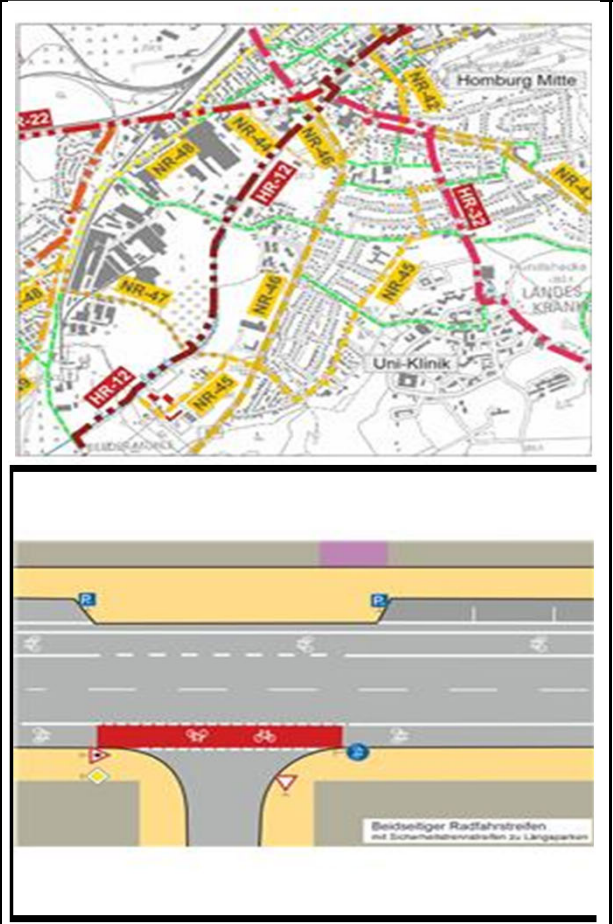 Homburg Mitte
R-22
NR-42
NR-44
NR-48
NR-46
HR-12
HR-32
NR-47
NR-46
NR-45
Uni-Klinik
HR-12
NR-45
P
P
Beidseitiger Radfahrstreifen
mit Sicherheitstrennstreifen zu Längsparken